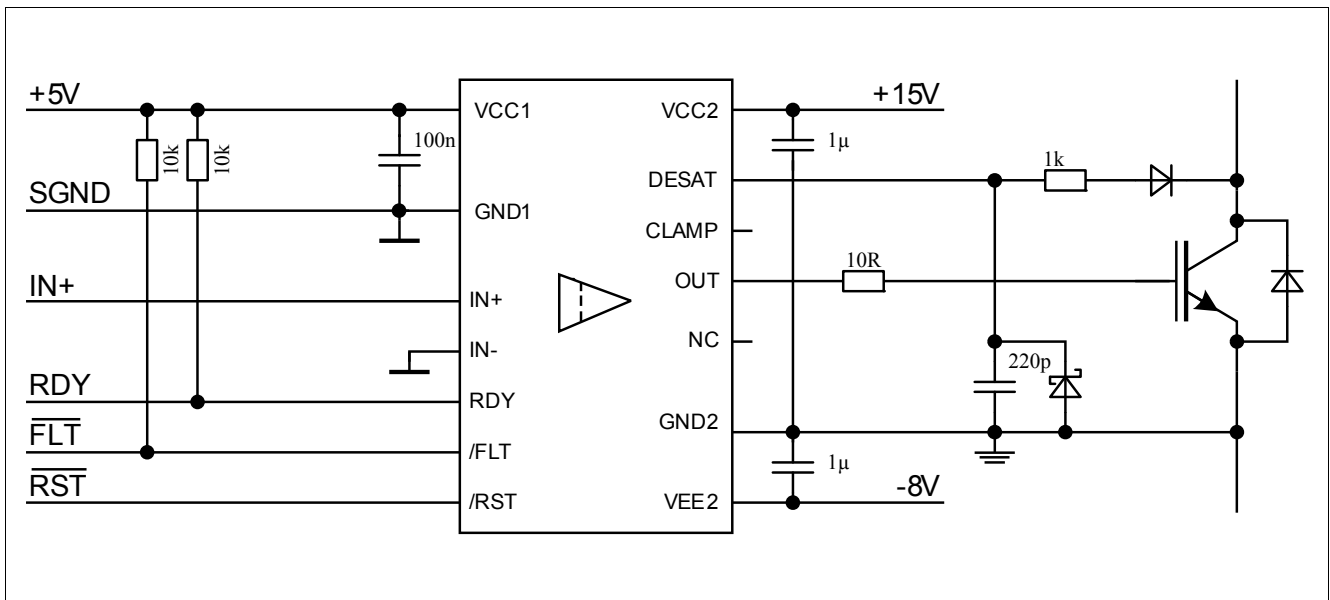 +5V
SGND
IN+
RDY
FLT
RST
10k
10k
100n
VCC1
GND1
IN+
IN-
RDY
/FLT
/RST
VCC2
DESAT
CLAMP
OUT
NC
GND2
VEE2
+15V
1µ
1k
10R
220p
1µ
-8V